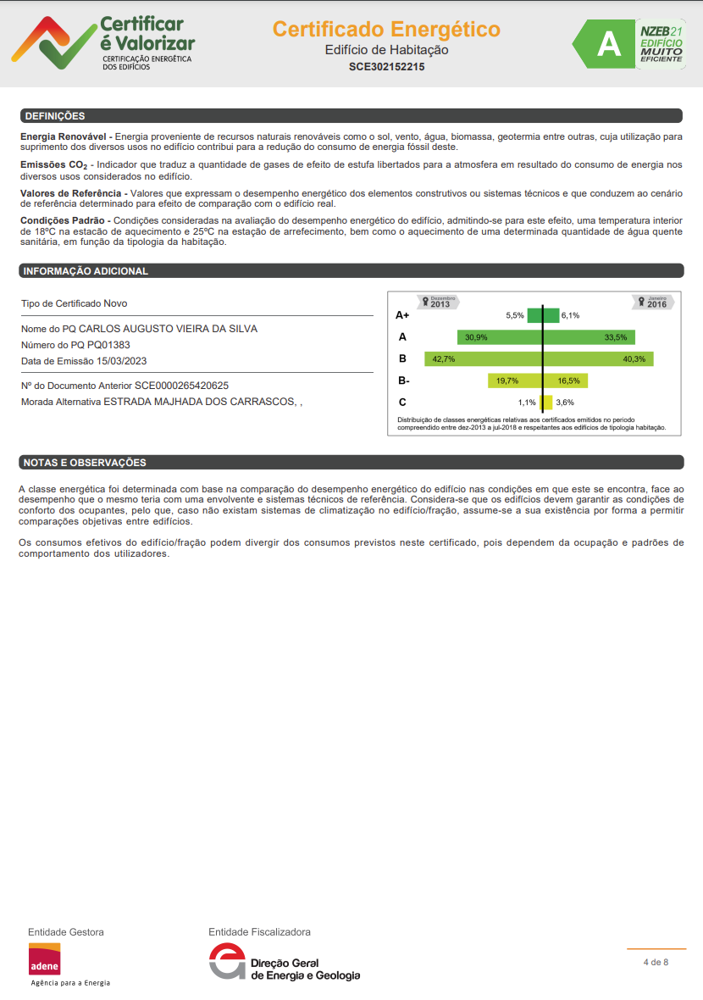 Certificar
é Valorizar
CERTIFICAÇÃO ENERGÉTICA
DOS EDIFÍCIOS
Certificado Energético
Edifício de Habitação
SCE302152215
A
NZEB21
EDIFÍCIO
MUITO
EFICIENTE
DEFINIÇÕES
Energia Renovável - Energia proveniente de recursos naturais renováveis como o sol, vento, água, biomassa, geotermia entre outras, cuja utilização para
suprimento dos diversos usos no edifício contribui para a redução do consumo de energia fóssil deste.
Emissões CO2 - Indicador que traduz a quantidade de gases de efeito de estufa libertados para a atmosfera em resultado do consumo de energia nos
diversos usos considerados no edifício.
Valores de Referência - Valores que expressam o desempenho energético dos elementos construtivos ou sistemas técnicos e que conduzem ao cenário
de referência determinado para efeito de comparação com o edifício real.
Condições Padrão - Condições consideradas na avaliação do desempenho energético do edifício, admitindo-se para este efeito, uma temperatura interior
de 18ºC na estacão de aquecimento e 25ºC na estação de arrefecimento, bem como o aquecimento de uma determinada quantidade de água quente
sanitária, em função da tipologia da habitação.
INFORMAÇÃO ADICIONAL
Tipo de Certificado Novo
Nome do PQ CARLOS AUGUSTO VIEIRA DA SILVA
Número do PQ PQ01383
Data de Emissão 15/03/2023
Nº do Documento Anterior SCE0000265420625
Morada Alternativa ESTRADA MAJHADA DOS CARRASCOS, ,
Dezembro
2013
Janeiro
2016
A+ 5,5% 6,1%
A 30,9% 33,5%
B 42,7% 40,3%
B- 19,7% 16,5%
C 1,1% 3,6%
Distribuição de classes energéticas relativas aos certificados emitidos no periodo
compreendido entre dez-2013 a jul-2018 e respeitantes aos edifícios de tipologia habitação.
NOTAS E OBSERVAÇÕES
A classe energética foi determinada com base na comparação do desempenho energético do edifício nas condições em que este se encontra, face ao
desempenho que o mesmo teria com uma envolvente e sistemas técnicos de referência. Considera-se que os edifícios devem garantir as condições de
conforto dos ocupantes, pelo que, caso não existam sistemas de climatização no edifício/fração, assume-se a sua existência por forma a permitir
comparações objetivas entre edifícios.
Os consumos efetivos do edifício/fração podem divergir dos consumos previstos neste certificado, pois dependem da ocupação e padrões de
comportamento dos utilizadores.
Entidade Gestora
adene
Agência para a Energia
Entidade Fiscalizadora
Direção Geral
de Energia e Geologia
4 de 8